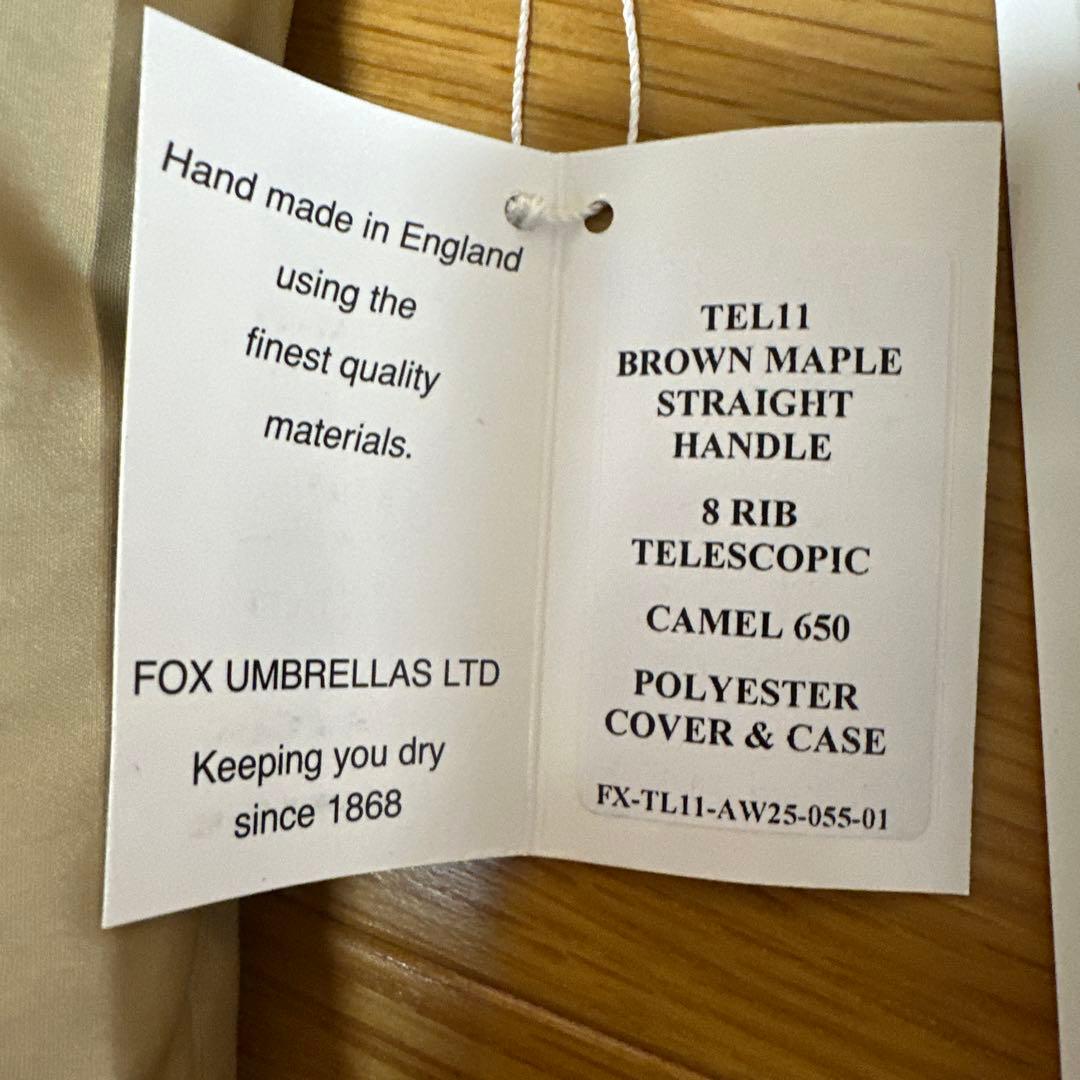 Hand made in England
using the
finest quality
materials.
FOX UMBRELLAS LTD
Keeping you dry
since 1868
TEL11
BROWN MAPLE
STRAIGHT
HANDLE
8 RIB
TELESCOPIC
CAMEL 650
POLYESTER
COVER & CASE
FX-TL11-AW25-055-01